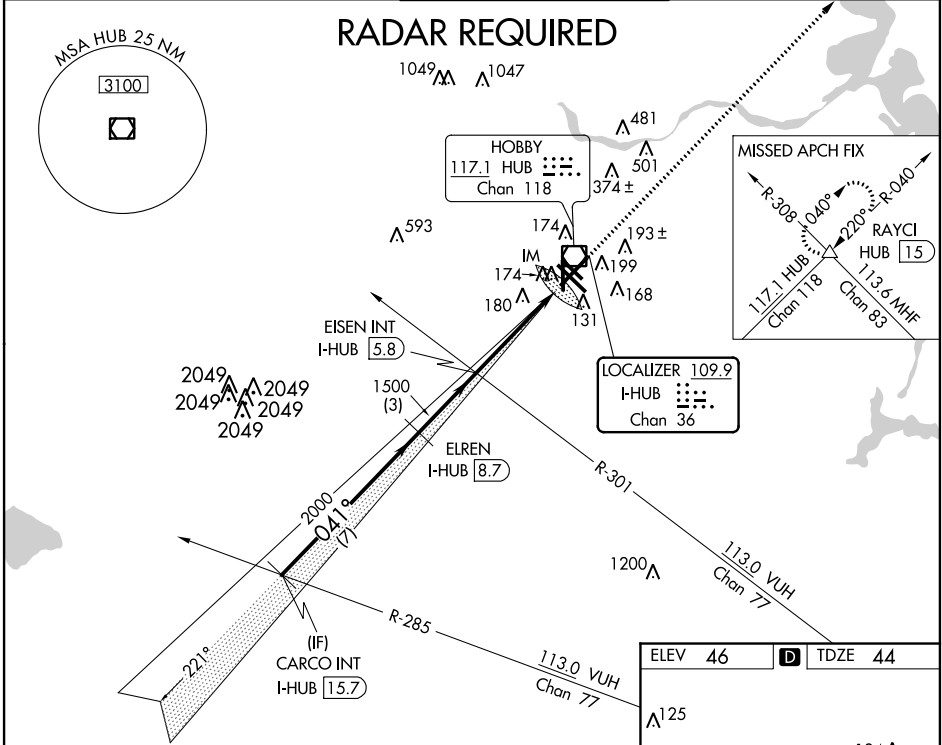 RADAR REQUIRED
MSA HUB 25 NM
3100
1049
1047
481
501
374 ±
HOBBY
117.1 HUB
Chan 118
MISSED APCH FIX
R-308
040°
220°
R-040
RAYCI
HUB 15
117.1 HUB
Chan 118
113.6 MHF
Chan 83
593
174
193 ±
IM
174
199
180
168
131
EISEN INT
I-HUB 5.8
LOCALIZER 109.9
I-HUB
Chan 36
2049
2049
2049
2049
2049
1500
(3)
ELREN
I-HUB 8.7
R-301
2000
041°
(7)
1200
113.0 VUH
Chan 77
R-285
(IF)
CARCO INT
I-HUB 15.7
221°
113.0 VUH
Chan 77
ELEV 46 D TDZE 44
125